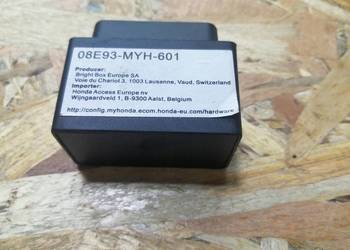 08E93-MYH-601
Producer:
Bright Box Europe SA
Voie du Chariot 3, 1003 Lausanne, Vaud, Switzerland
Importer:
Honda Access Europe nv
Wijngaardveld 1, B-9300 Aalst, Belgium
http://config.myhonda.ecom.honda-eu.com/hardware